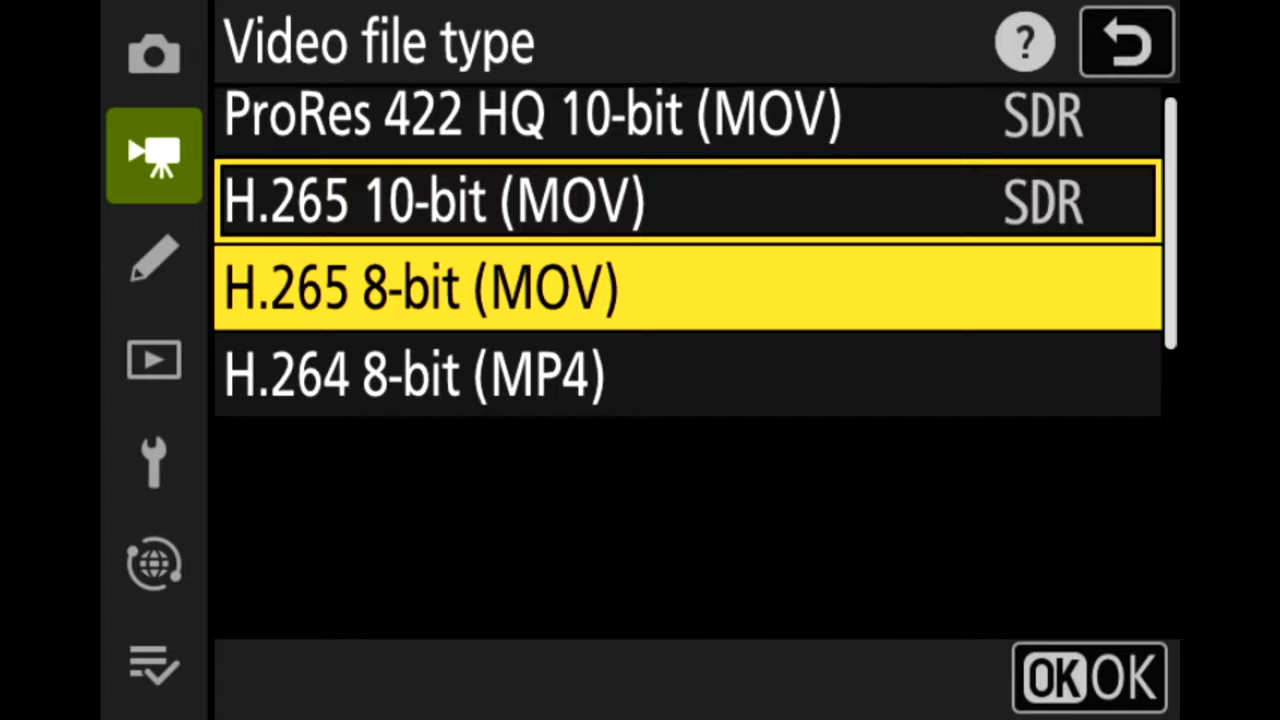 Video file type ?
ProRes 422 HQ 10-bit (MOV) SDR
H.265 10-bit (MOV) SDR
H.265 8-bit (MOV)
H.264 8-bit (MP4)
OK OK